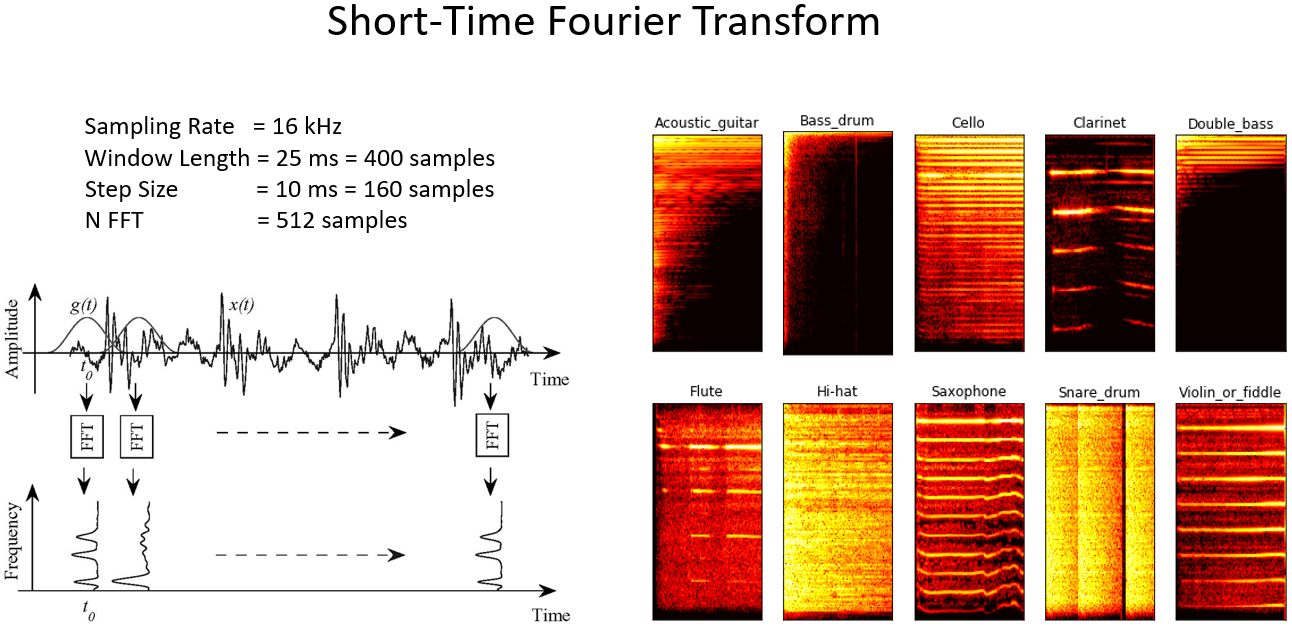 Short-Time Fourier Transform
Sampling Rate = 16 kHz
Window Length = 25 ms = 400 samples
Step Size = 10 ms = 160 samples
N FFT = 512 samples
Amplitude
g(t)
x(t)
t0
Time
FFT
FFT
FFT
Frequency
t0
Time
Acoustic_guitar
Bass_drum
Cello
Clarinet
Double_bass
Flute
Hi-hat
Saxophone
Snare_drum
Violin_or_fiddle